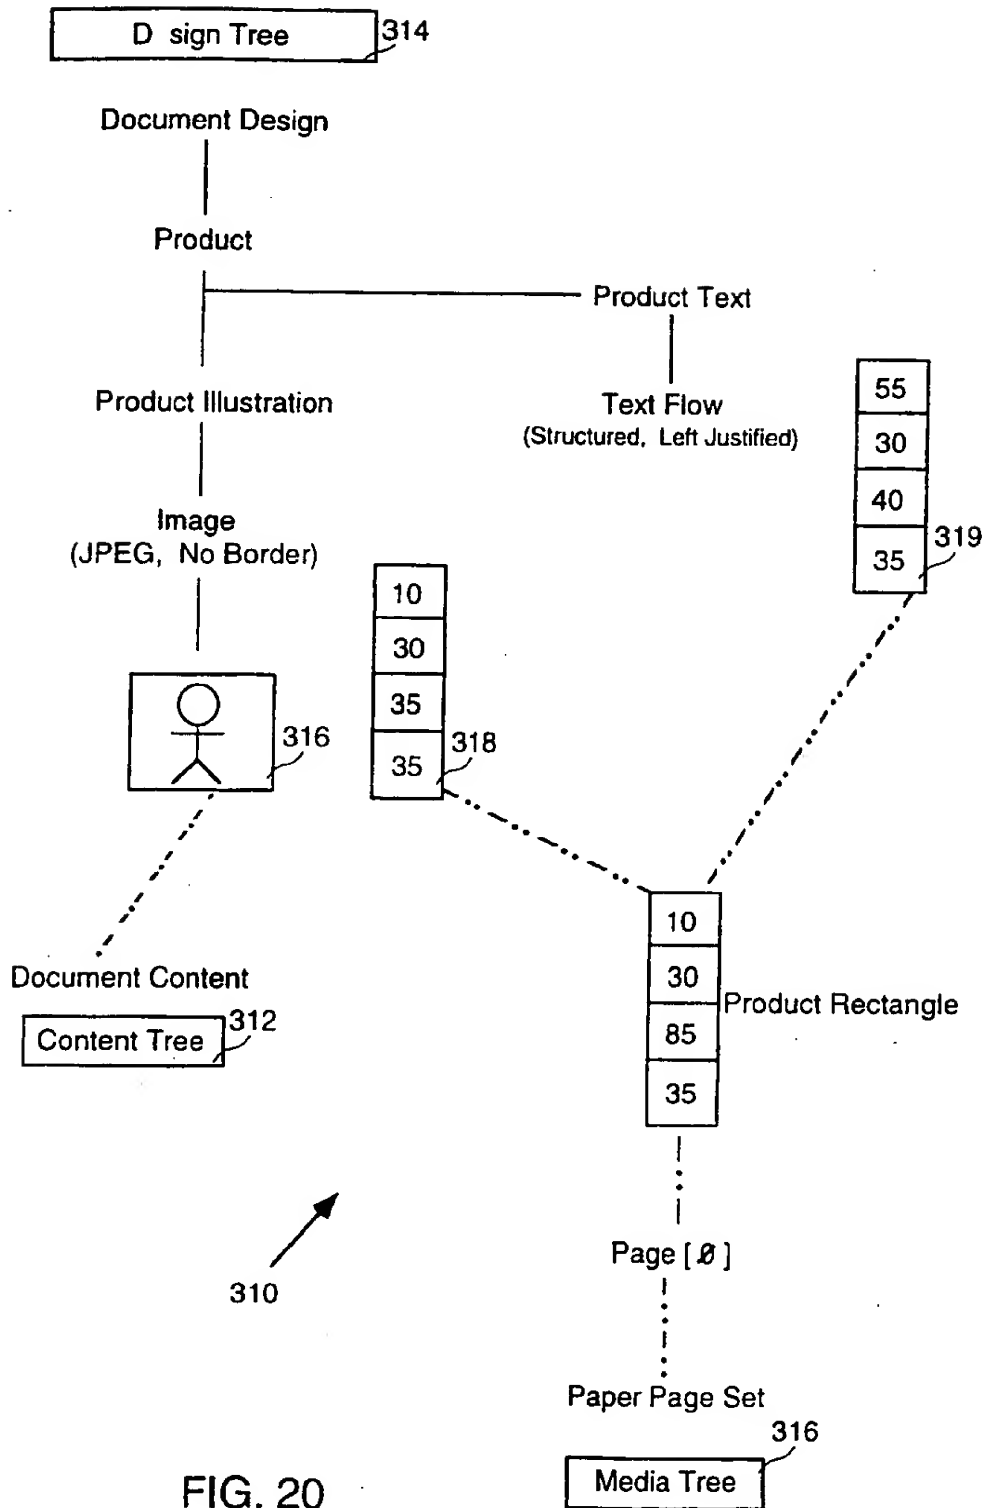 D sign Tree
314
Document Design
Product
Product Text
Product Illustration
Text Flow
(Structured, Left Justified)
55
30
40
35
319
Image
(JPEG, No Border)
10
30
35
35
318
316
10
30
85
35
Product Rectangle
Document Content
312
Content Tree
310
Page [0]
Paper Page Set
316
Media Tree
FIG. 20